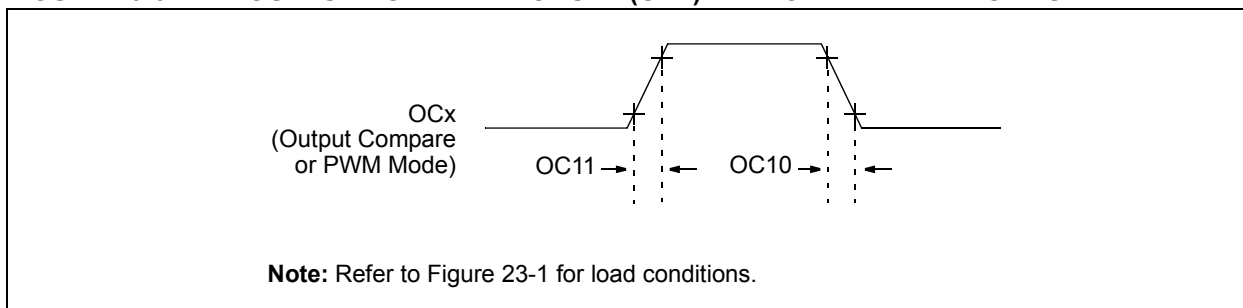 OCx
(Output Compare
or PWM Mode)
OC11
OC10
Note: Refer to Figure 23-1 for load conditions.